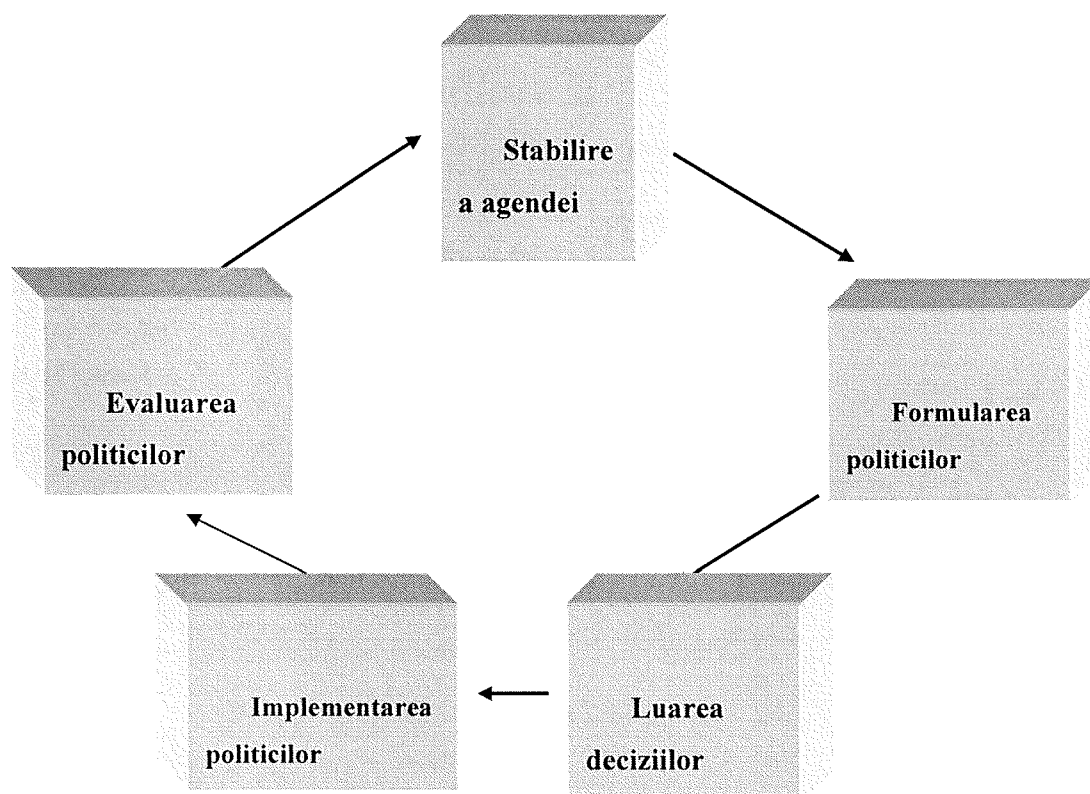 Stabilire
a agendei
Formularea
politicilor
Luarea
deciziilor
Implementarea
politicilor
Evaluarea
politicilor